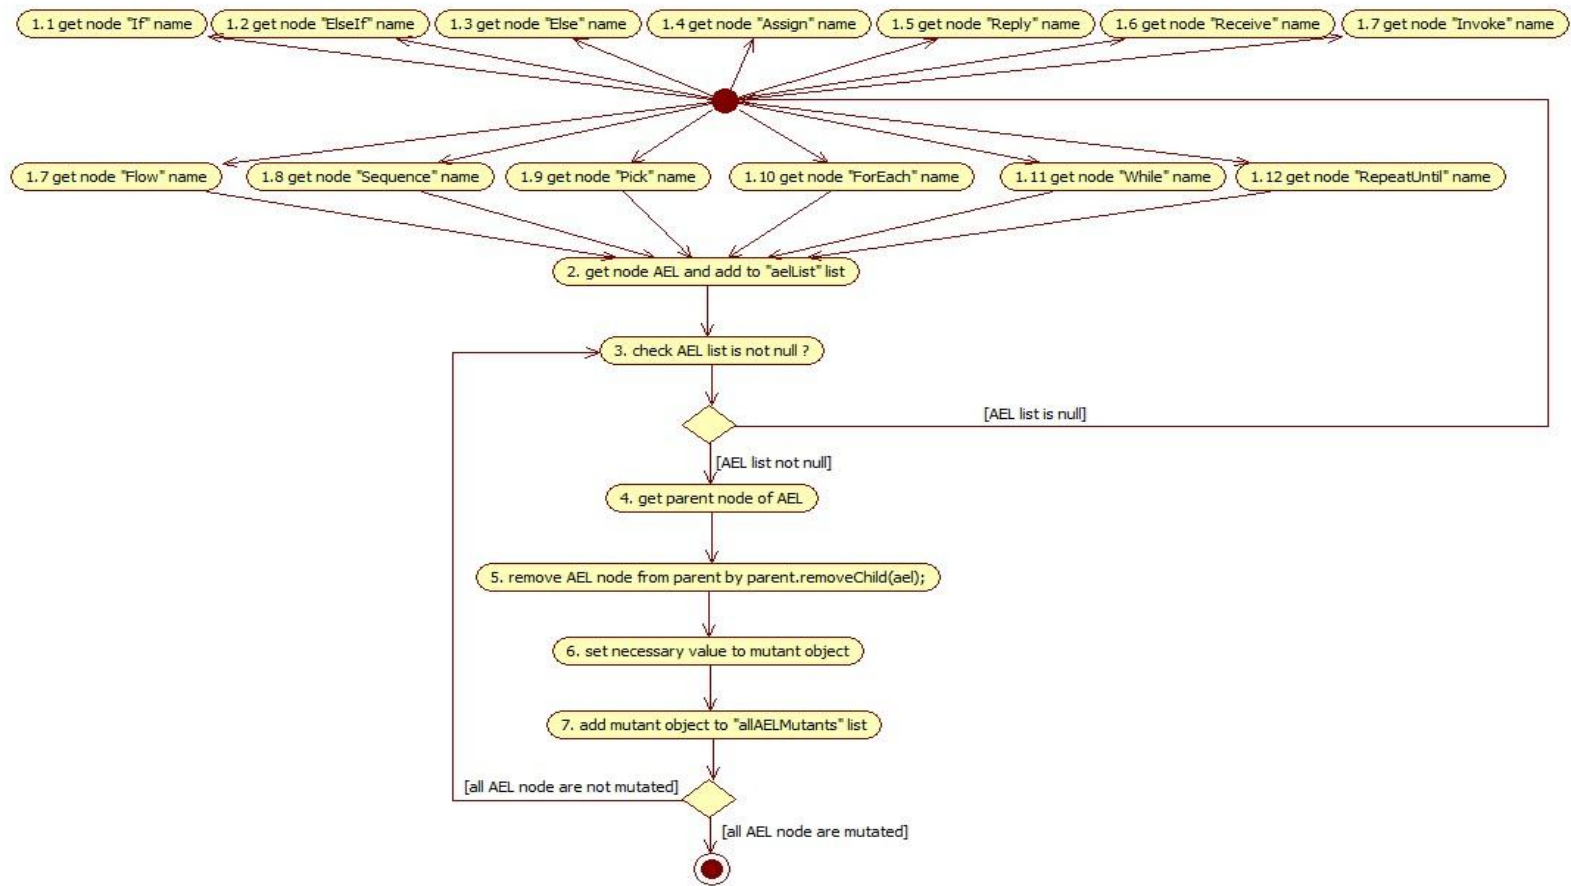 1.1 get node "If" name
1.2 get node "ElseIf" name
1.3 get node "Else" name
1.4 get node "Assign" name
1.5 get node "Reply" name
1.6 get node "Receive" name
1.7 get node "Invoke" name
1.7 get node "Flow" name
1.8 get node "Sequence" name
1.9 get node "Pick" name
1.10 get node "ForEach" name
1.11 get node "While" name
1.12 get node "RepeatUntil" name
2. get node AEL and add to "aelList" list
3. check AEL list is not null ?
[AEL list is null]
[AEL list not null]
4. get parent node of AEL
5. remove AEL node from parent by parent.removeChild(ael);
6. set necessary value to mutant object
7. add mutant object to "allAELMutants" list
[all AEL node are not mutated]
[all AEL node are mutated]